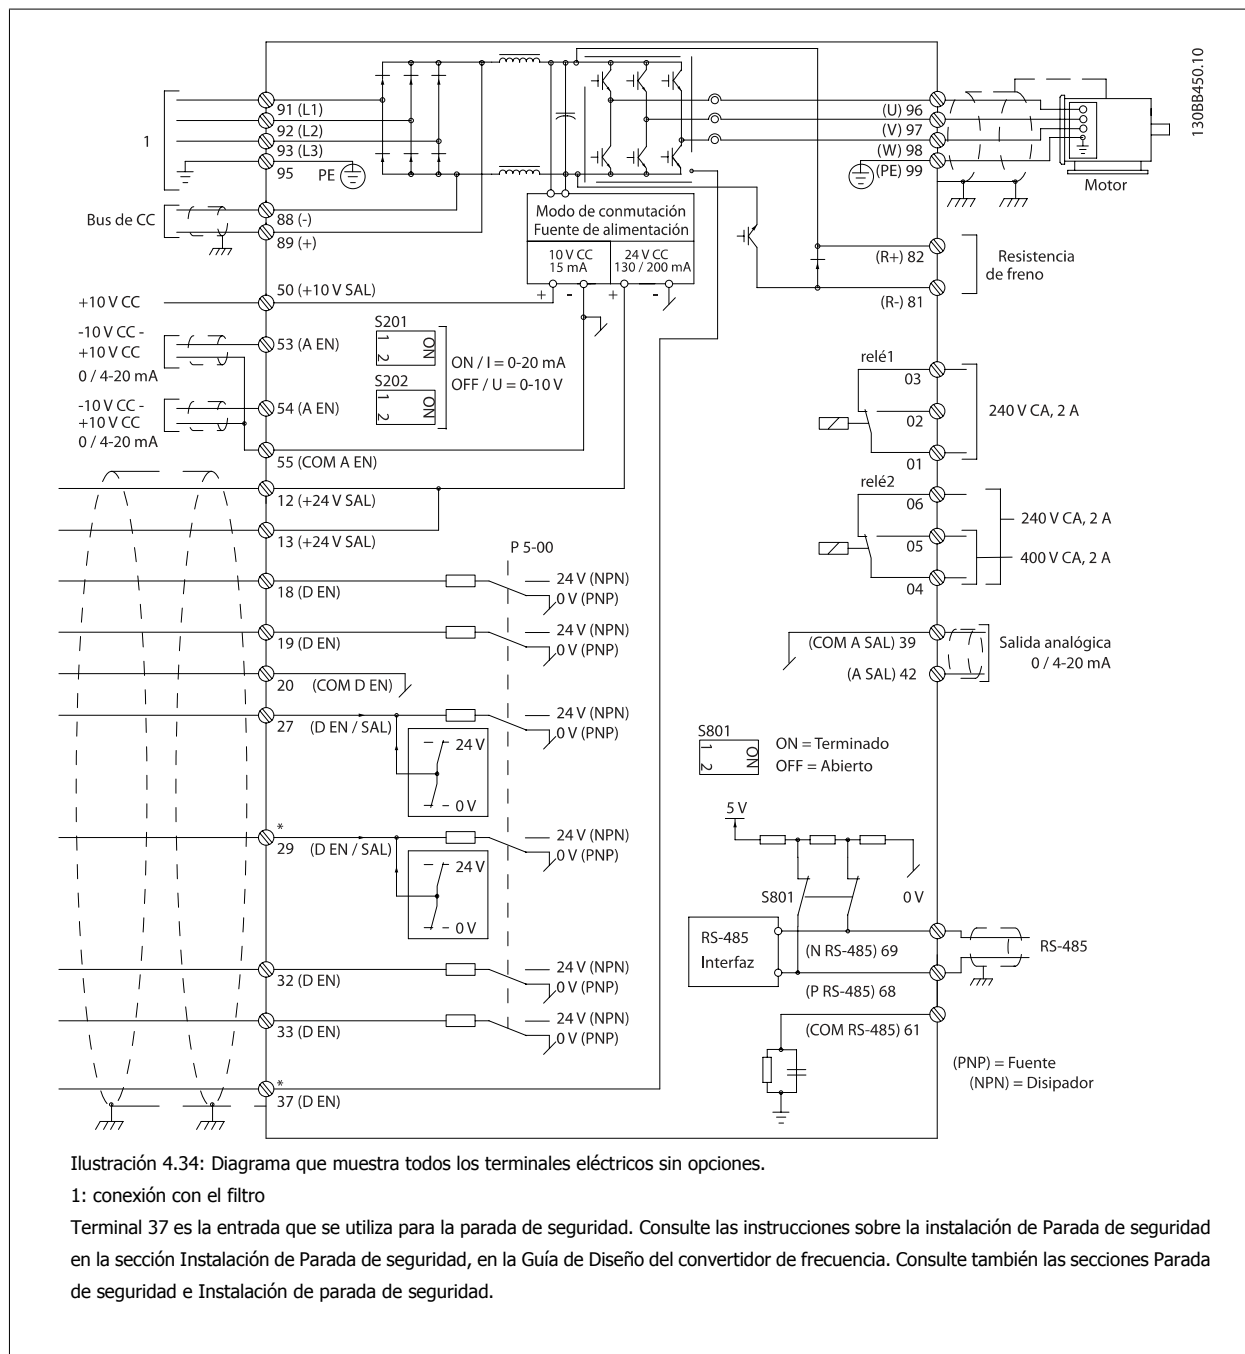 130BB450.10
1
91 (L1)
92 (L2)
93 (L3)
95
PE
Bus de CC
88 (-)
89 (+)
Modo de conmutación
Fuente de alimentación
10 V CC
15 mA
24 V CC
130 / 200 mA
+ - + -
(U) 96
(V) 97
(W) 98
(PE) 99
Motor
(R+) 82
Resistencia
de freno
(R-) 81
+10 V CC
50 (+10 V SAL)
-10 V CC -
+10 V CC
0 / 4-20 mA
53 (A EN)
-10 V CC -
+10 V CC
0 / 4-20 mA
54 (A EN)
55 (COM A EN)
S201
1
2
ON
S202
1
2
ON
ON / I = 0-20 mA
OFF / U = 0-10 V
relé1
03
02
01
240 V CA, 2 A
relé2
06
05
04
240 V CA, 2 A
400 V CA, 2 A
12 (+24 V SAL)
13 (+24 V SAL)
P 5-00
18 (D EN)
24 V (NPN)
0 V (PNP)
19 (D EN)
24 V (NPN)
0 V (PNP)
20 (COM D EN)
27 (D EN / SAL)
24 V (NPN)
0 V (PNP)
24 V
0 V
*
29 (D EN / SAL)
24 V (NPN)
0 V (PNP)
24 V
0 V
32 (D EN)
24 V (NPN)
0 V (PNP)
33 (D EN)
24 V (NPN)
0 V (PNP)
*
37 (D EN)
(COM A SAL) 39
(A SAL) 42
Salida analógica
0 / 4-20 mA
S801
1
2
ON
ON = Terminado
OFF = Abierto
5 V
S801
0 V
RS-485
Interfaz
(N RS-485) 69
(P RS-485) 68
RS-485
(COM RS-485) 61
(PNP) = Fuente
(NPN) = Disipador
Ilustración 4.34: Diagrama que muestra todos los terminales eléctricos sin opciones.
1: conexión con el filtro
Terminal 37 es la entrada que se utiliza para la parada de seguridad. Consulte las instrucciones sobre la instalación de Parada de seguridad
en la sección Instalación de Parada de seguridad, en la Guía de Diseño del convertidor de frecuencia. Consulte también las secciones Parada
de seguridad e Instalación de parada de seguridad.